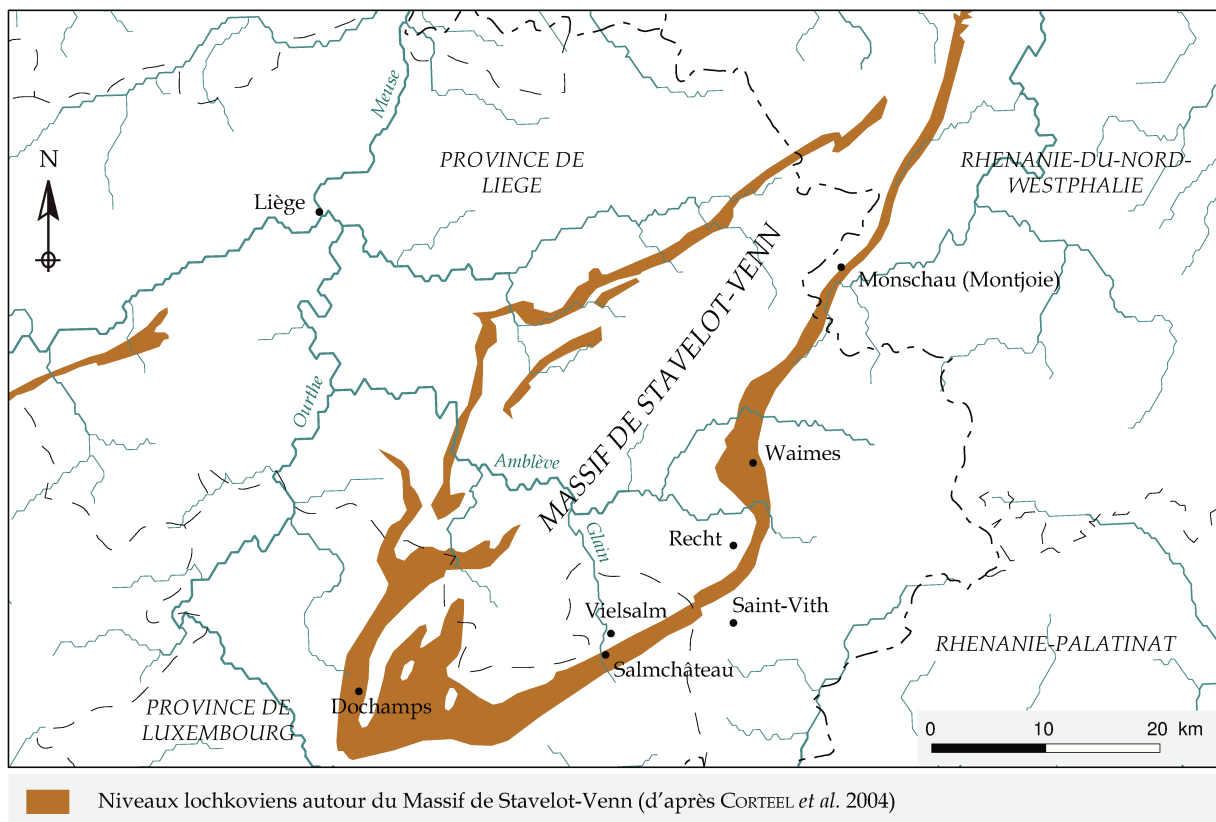 Meuse
PROVINCE DE
LIEGE
RHENANIE-DU-NORD-
WESTPHALIE
N
Liège
Monschau (Montjoie)
MASSIF DE STAVELOT-VENN
Ourthe
Amblève
Waimes
Glain
Recht
Vielsalm
Saint-Vith
Salmchâteau
RHENANIE-PALATINAT
Dochamps
PROVINCE DE
LUXEMBOURG
0 10 20 km
Niveaux lochkoviens autour du Massif de Stavelot-Venn (d'après CORTEEL et al. 2004)